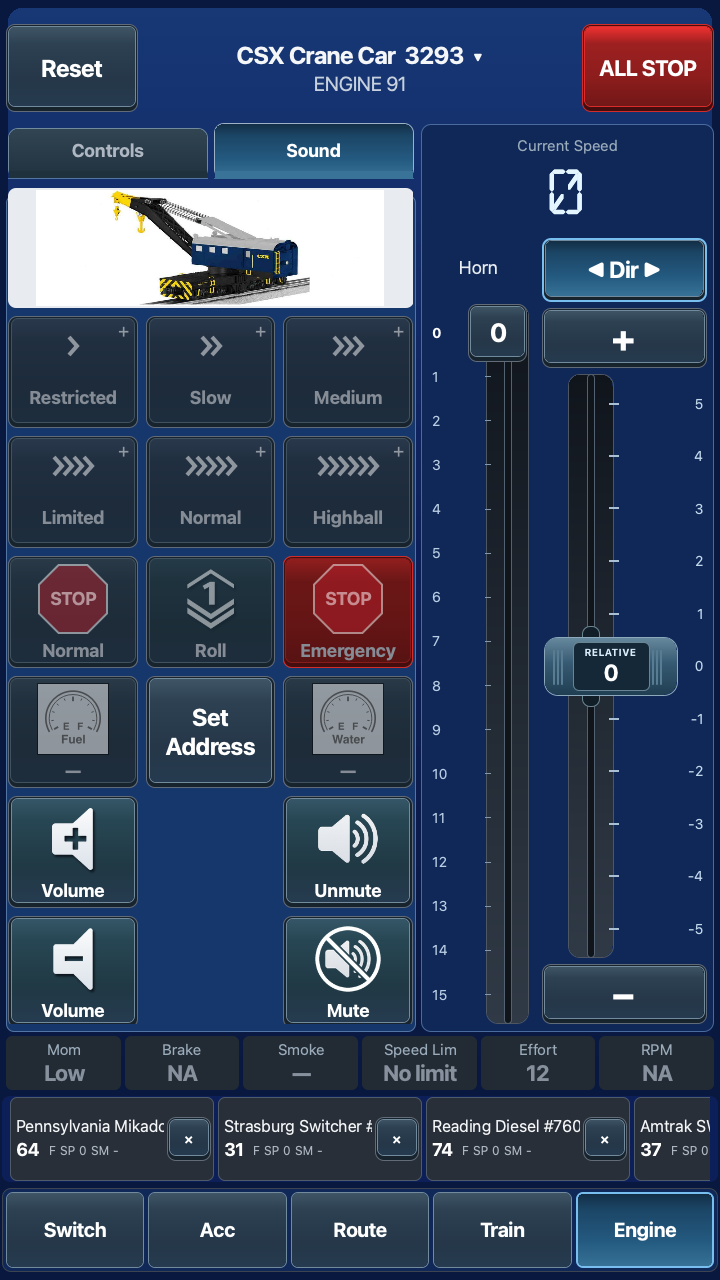 Reset
CSX Crane Car 3293 ▼
ENGINE 91
ALL STOP
Controls
Sound
Current Speed
0
Horn
◀ Dir ▶
0
0
+
1
2
3
4
5
6
7
8
9
10
11
12
13
14
15
5
4
3
2
1
0
-1
-2
-3
-4
-5
RELATIVE
0
−
+
Restricted
+
Slow
+
Medium
+
Limited
+
Normal
+
Highball
STOP
Normal
1
Roll
STOP
Emergency
E F
Fuel
—
Set
Address
E F
Water
—
Volume
Unmute
Volume
Mute
Mom
Low
Brake
NA
Smoke
—
Speed Lim
No limit
Effort
12
RPM
NA
Pennsylvania Mikado
64 F SP 0 SM -
×
Strasburg Switcher #
31 F SP 0 SM -
×
Reading Diesel #760
74 F SP 0 SM -
×
Amtrak SW
37 F SP 0
Switch
Acc
Route
Train
Engine